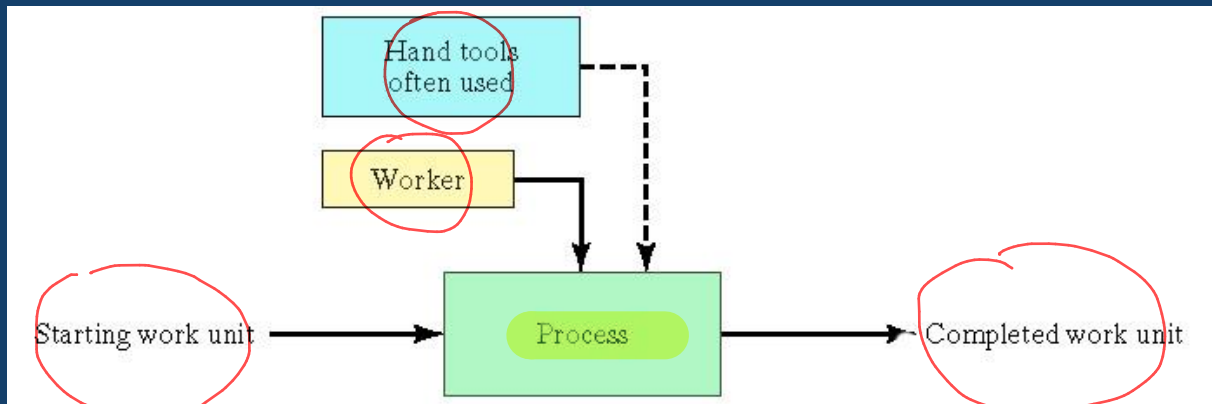 Hand tools
often used
Worker
Starting work unit
Process
Completed work unit